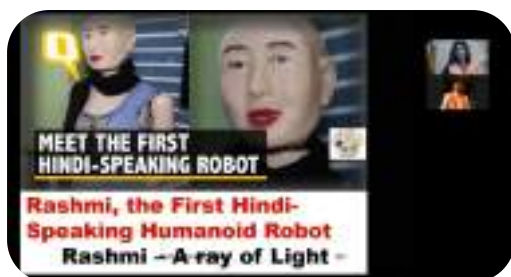 MEET THE FIRST
HINDI-SPEAKING ROBOT
Rashmi, the First Hindi-
Speaking Humanoid Robot
Rashmi – A ray of Light -